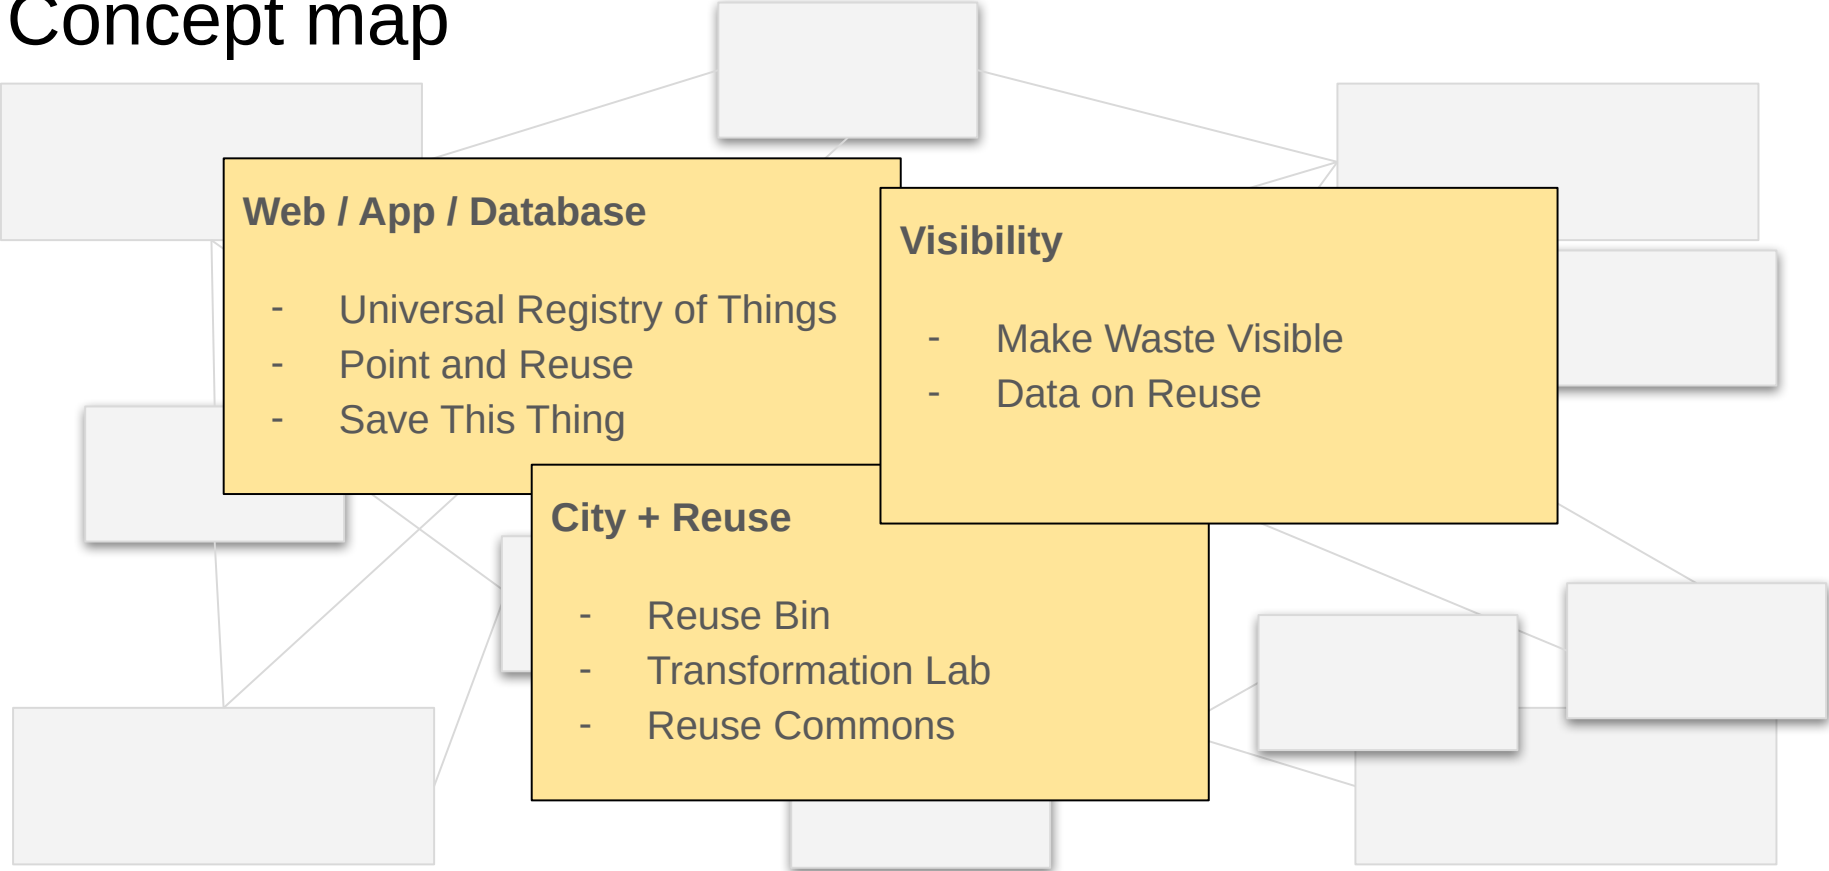 Concept map
Web / App / Database
- Universal Registry of Things
- Point and Reuse
- Save This Thing
Visibility
- Make Waste Visible
- Data on Reuse
City + Reuse
- Reuse Bin
- Transformation Lab
- Reuse Commons